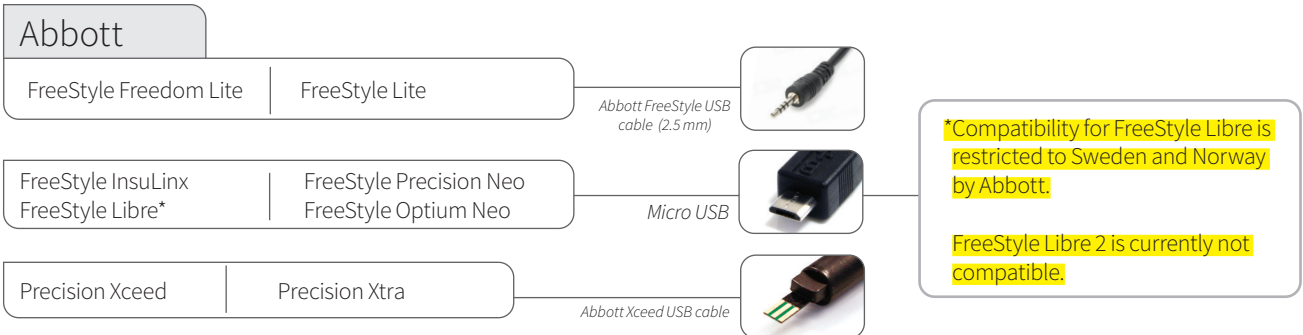 Abbott
FreeStyle Freedom Lite
FreeStyle Lite
Abbott FreeStyle USB
cable (2.5 mm)
FreeStyle InsuLinx
FreeStyle Libre*
FreeStyle Precision Neo
FreeStyle Optium Neo
Micro USB
*Compatibility for FreeStyle Libre is
restricted to Sweden and Norway
by Abbott.
FreeStyle Libre 2 is currently not
compatible.
Precision Xceed
Precision Xtra
Abbott Xceed USB cable